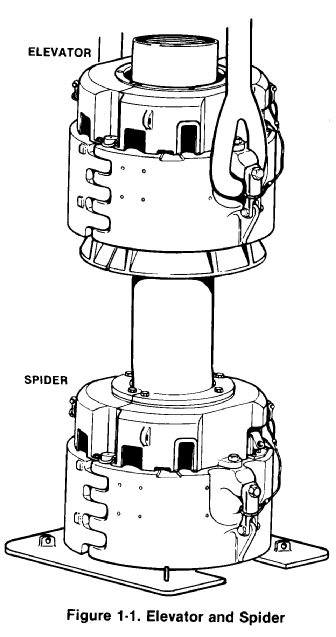 ELEVATOR
SPIDER
Figure 1-1. Elevator and Spider